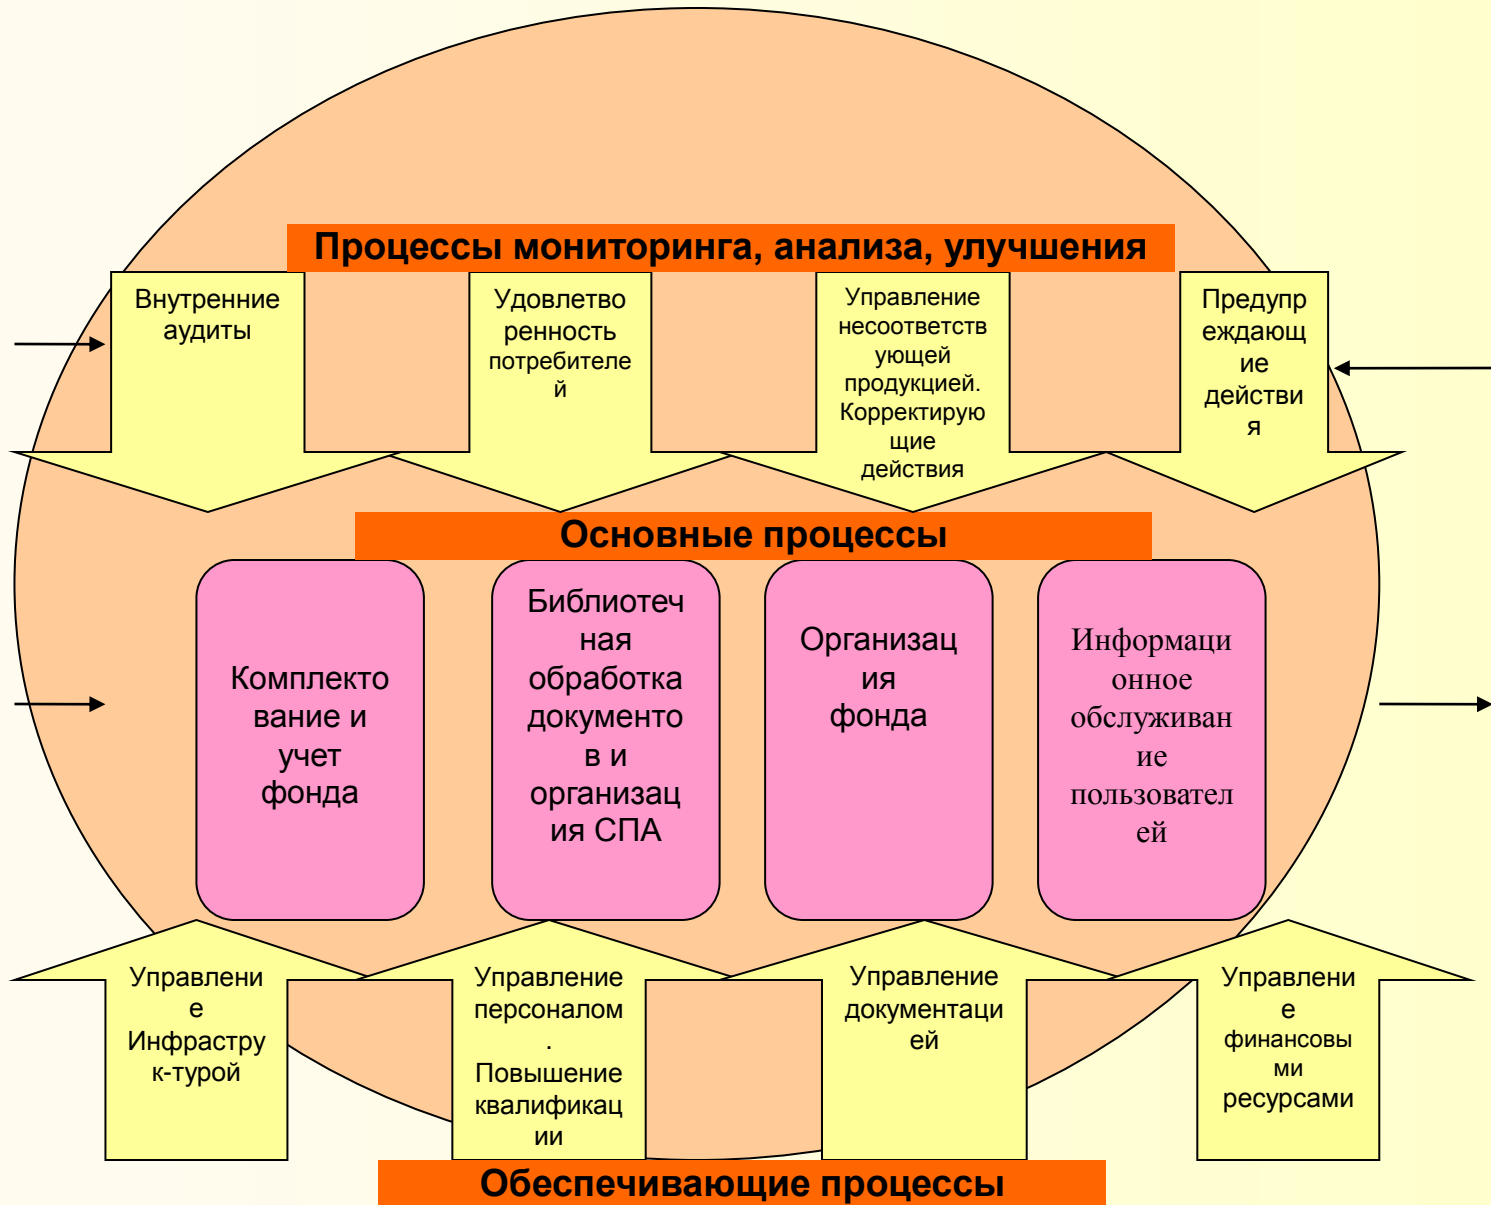 Процессы мониторинга, анализа, улучшения
Внутренние
аудиты
Удовлетво
ренность
потребителе
й
Управление
несоответств
ующей
продукцией.
Корректирую
щие
действия
Предупр
еждающ
ие
действи
я
Основные процессы
Комплекто
вание и
учет
фонда
Библиотеч
ная
обработка
документо
в и
организац
ия СПА
Организац
ия
фонда
Информаци
онное
обслуживан
ие
пользовател
ей
Управлени
е
Инфрастру
к-турой
Управление
персоналом
.
Повышение
квалификац
ии
Управление
документаци
ей
Управлени
е
финансовы
ми
ресурсами
Обеспечивающие процессы